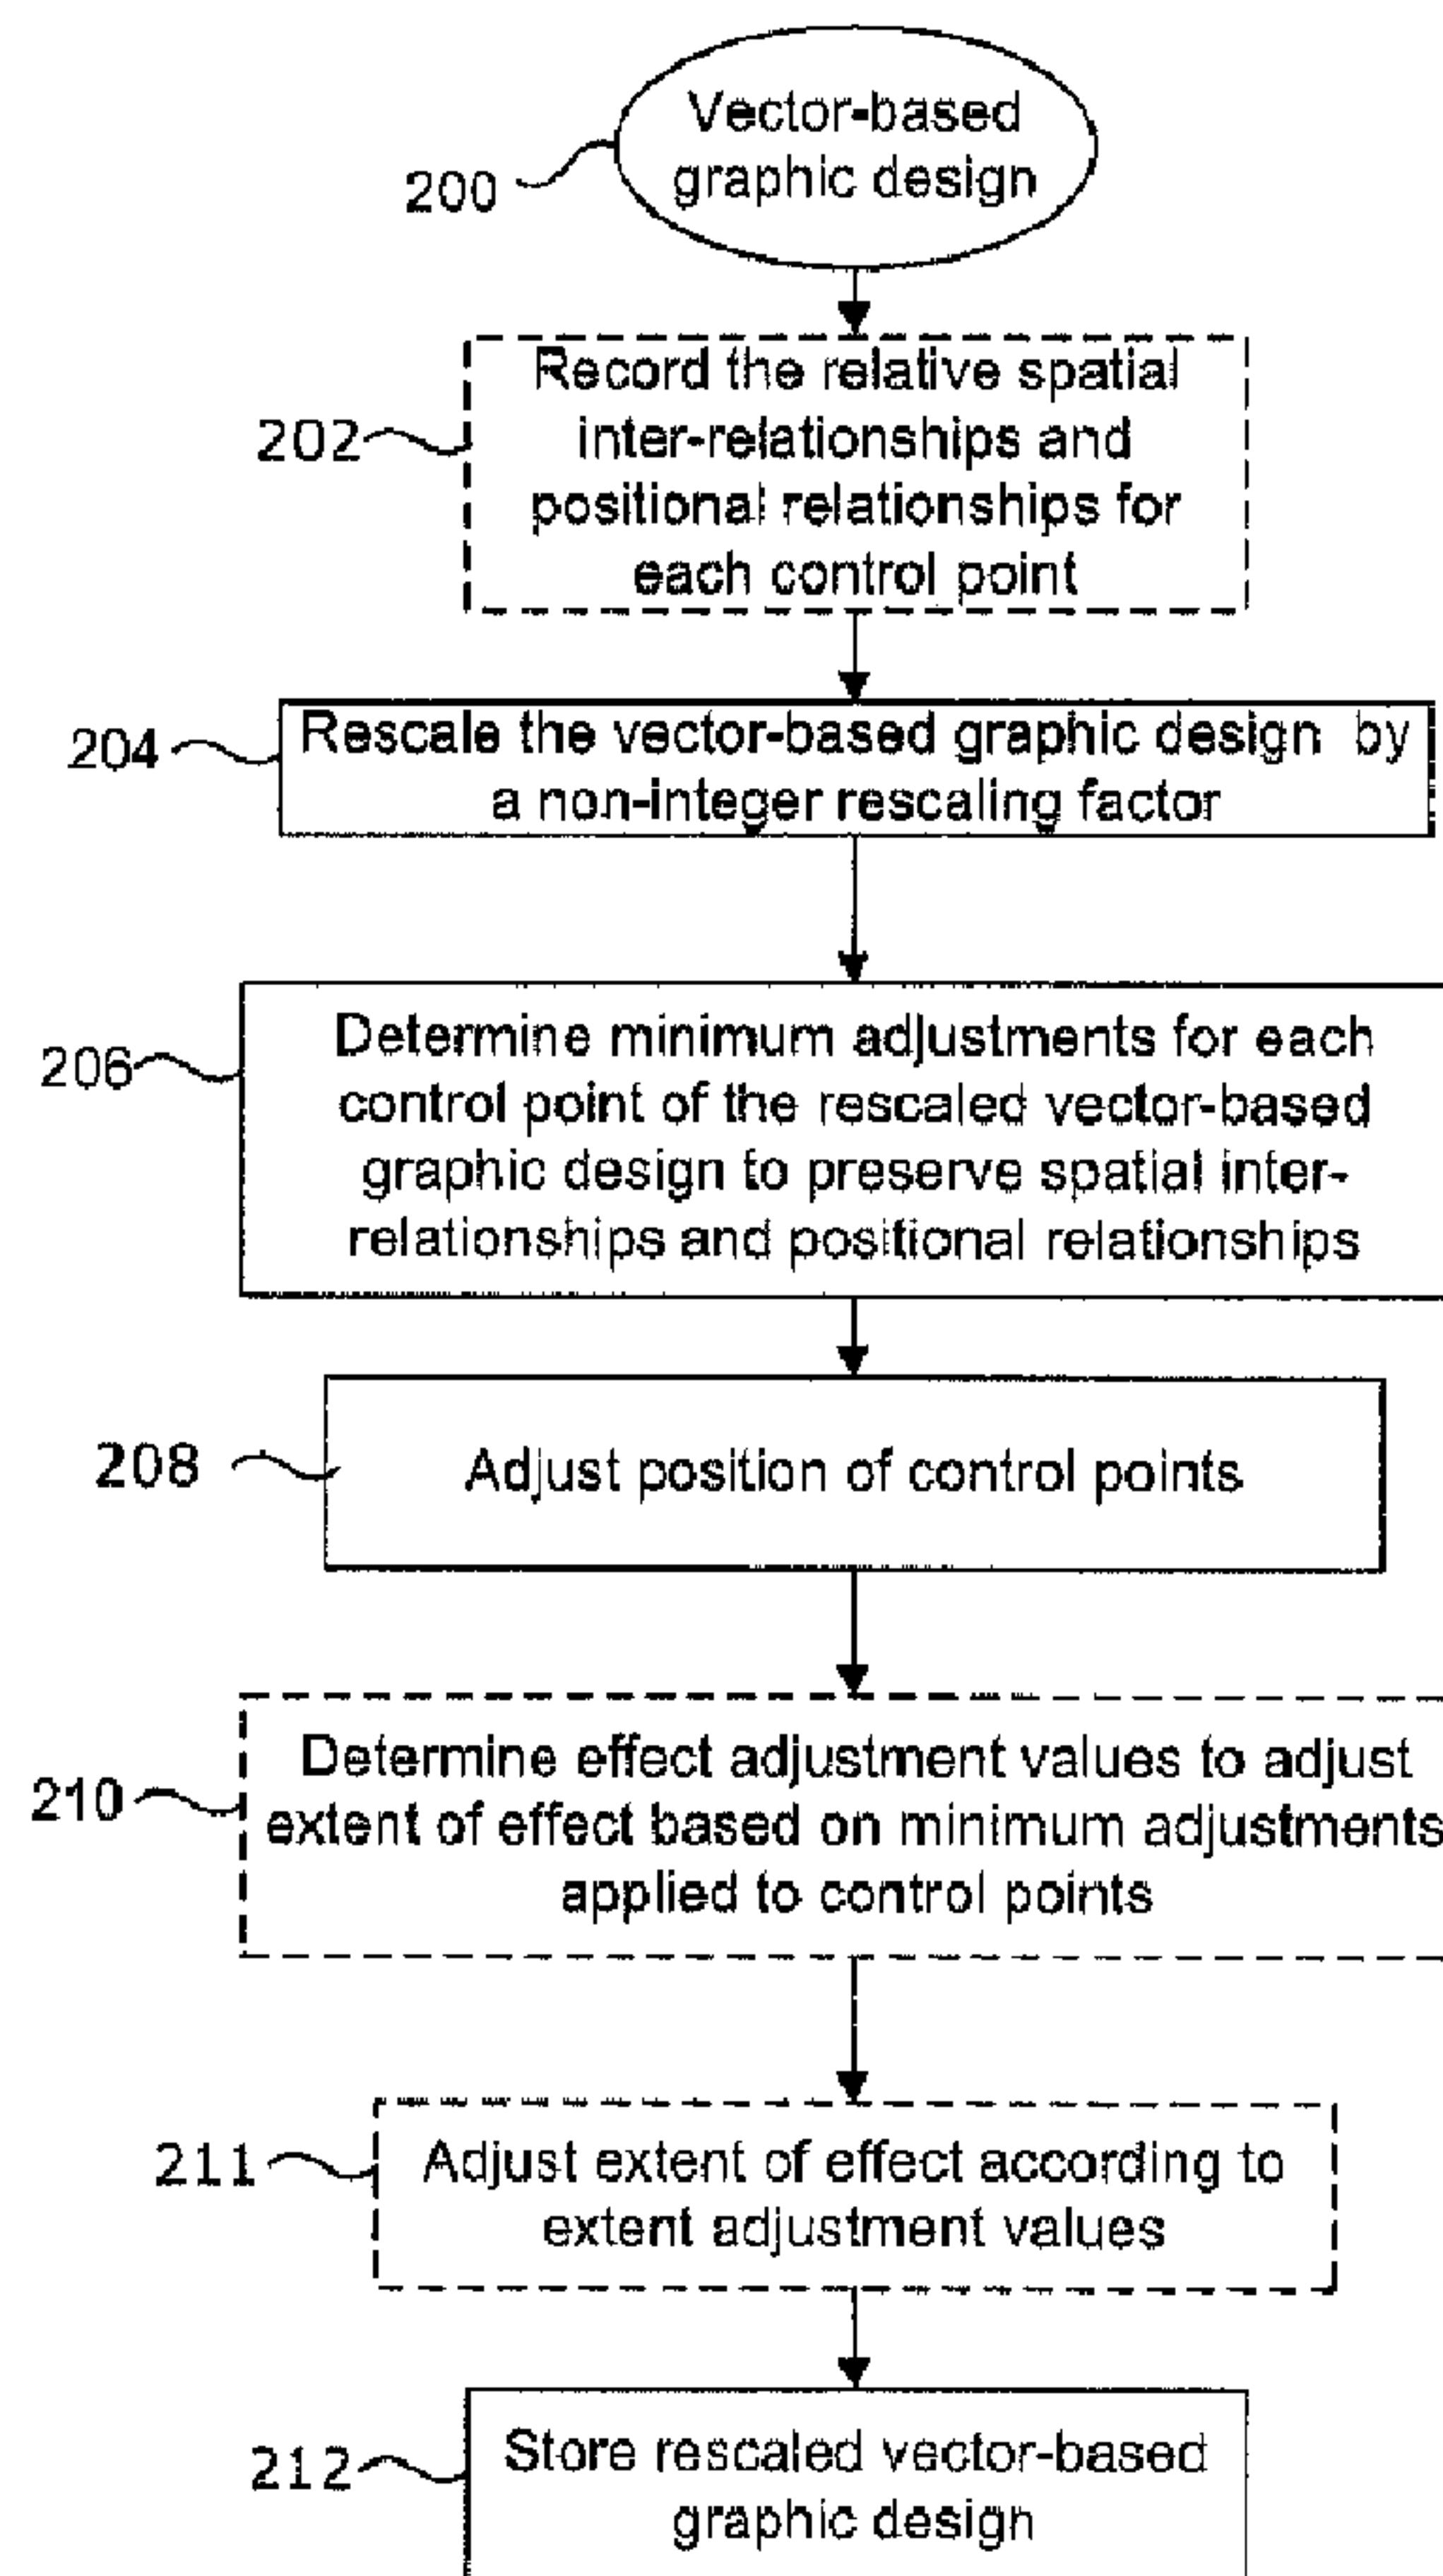 Vector-based
graphic design
200
Record the relative spatial
inter-relationships and
positional relationships for
each control point
202
Rescale the vector-based graphic design by
a non-integer rescaling factor
204
Determine minimum adjustments for each
control point of the rescaled vector-based
graphic design to preserve spatial inter-
relationships and positional relationships
206
Adjust position of control points
208
Determine effect adjustment values to adjust
extent of effect based on minimum adjustments
applied to control points
210
Adjust extent of effect according to
extent adjustment values
211
Store rescaled vector-based
graphic design
212